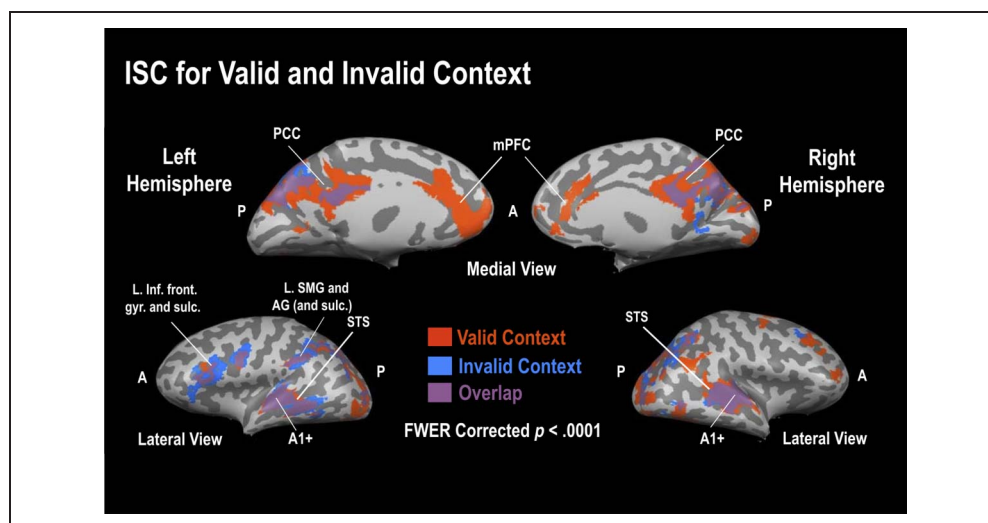 ISC for Valid and Invalid Context
PCC
mPFC
PCC
Left
Hemisphere
Right
Hemisphere
P
A
P
Medial View
L. Inf. front.
gyr. and sulc.
L. SMG and
AG (and sulc.)
STS
STS
Valid Context
Invalid Context
Overlap
A
P
P
A
FWER Corrected p < .0001
Lateral View
A1+
A1+
Lateral View